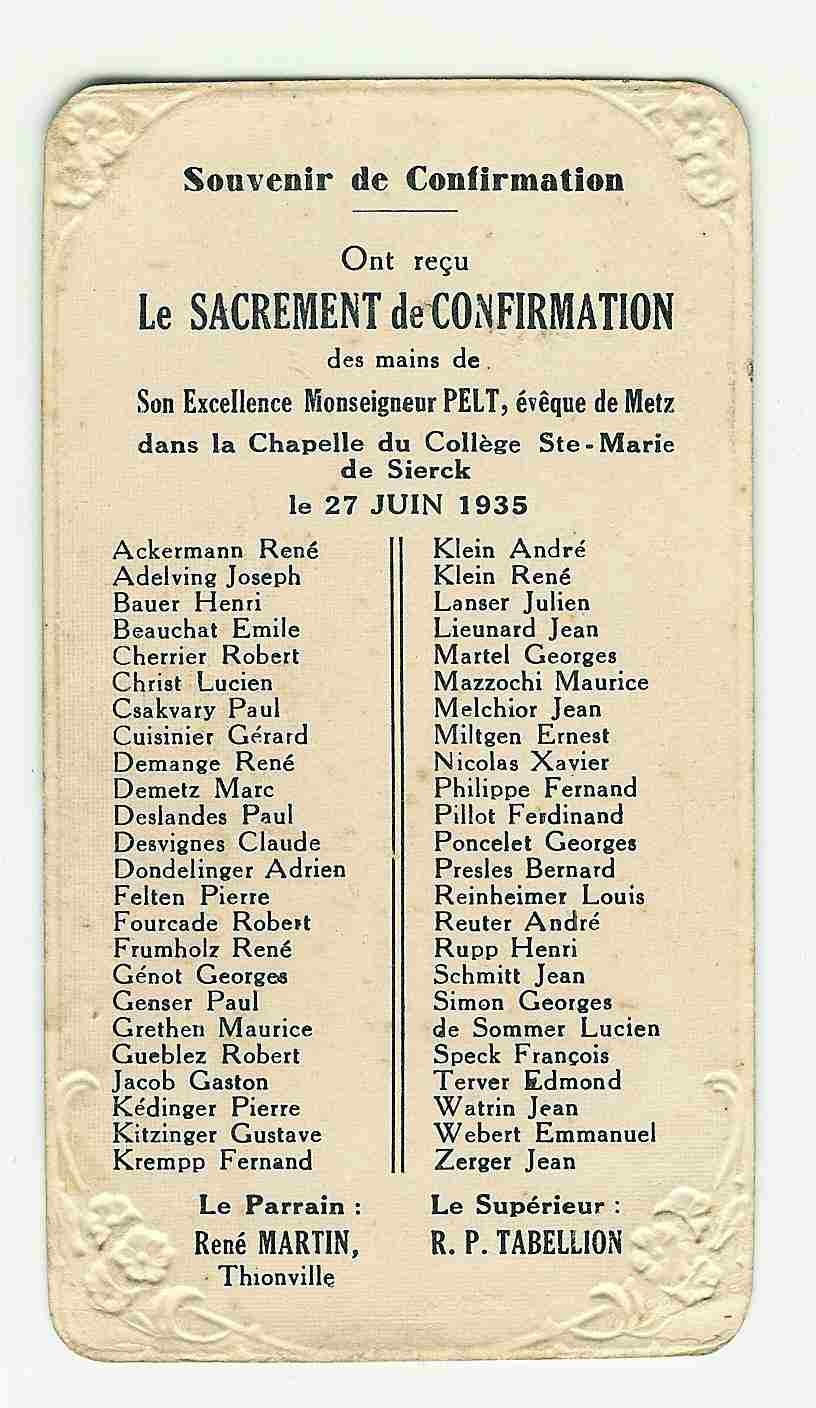 Souvenir de Confirmation
Ont reçu
Le SACREMENT de CONFIRMATION
des mains de
Son Excellence Monseigneur PELT, évêque de Metz
dans la Chapelle du Collège Ste-Marie
de Sierck
le 27 JUIN 1935
Ackermann René
Adelving Joseph
Bauer Henri
Beauchat Emile
Cherrier Robert
Christ Lucien
Csakvary Paul
Cuisinier Gérard
Demange René
Demetz Marc
Deslandes Paul
Desvignes Claude
Dondelinger Adrien
Felten Pierre
Fourcade Robert
Frumholz René
Génot Georges
Genser Paul
Grethen Maurice
Gueblez Robert
Jacob Gaston
Kédinger Pierre
Kitzinger Gustave
Krempp Fernand
Klein André
Klein René
Lanser Julien
Lieunard Jean
Martel Georges
Mazzochi Maurice
Melchior Jean
Miltgen Ernest
Nicolas Xavier
Philippe Fernand
Pillot Ferdinand
Poncelet Georges
Presles Bernard
Reinheimer Louis
Reuter André
Rupp Henri
Schmitt Jean
Simon Georges
de Sommer Lucien
Speck François
Terver Edmond
Watrin Jean
Webert Emmanuel
Zerger Jean
Le Parrain :
René MARTIN,
Thionville
Le Supérieur :
R. P. TABELLION